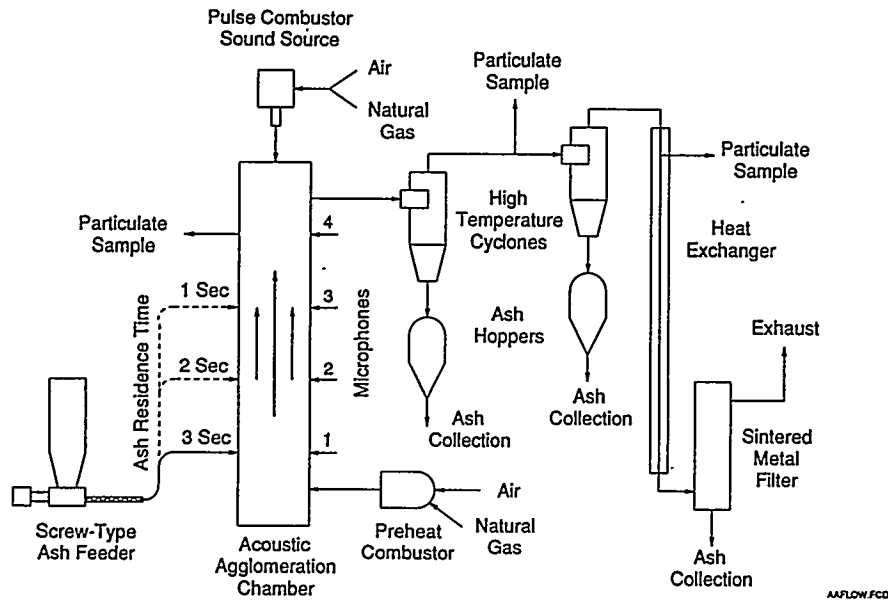 Pulse Combustor
Sound Source
Air
Natural
Gas
Particulate
Sample
Particulate
Sample
High
Temperature
Cyclones
Heat
Exchanger
Particulate
Sample
4
1 Sec
3
2 Sec
2
3 Sec
1
Ash Residence Time
Microphones
Ash
Hoppers
Ash
Collection
Ash
Collection
Exhaust
Sintered
Metal
Filter
Screw-Type
Ash Feeder
Acoustic
Agglomeration
Chamber
Preheat
Combustor
Air
Natural
Gas
Ash
Collection
AAFLOW.FCD